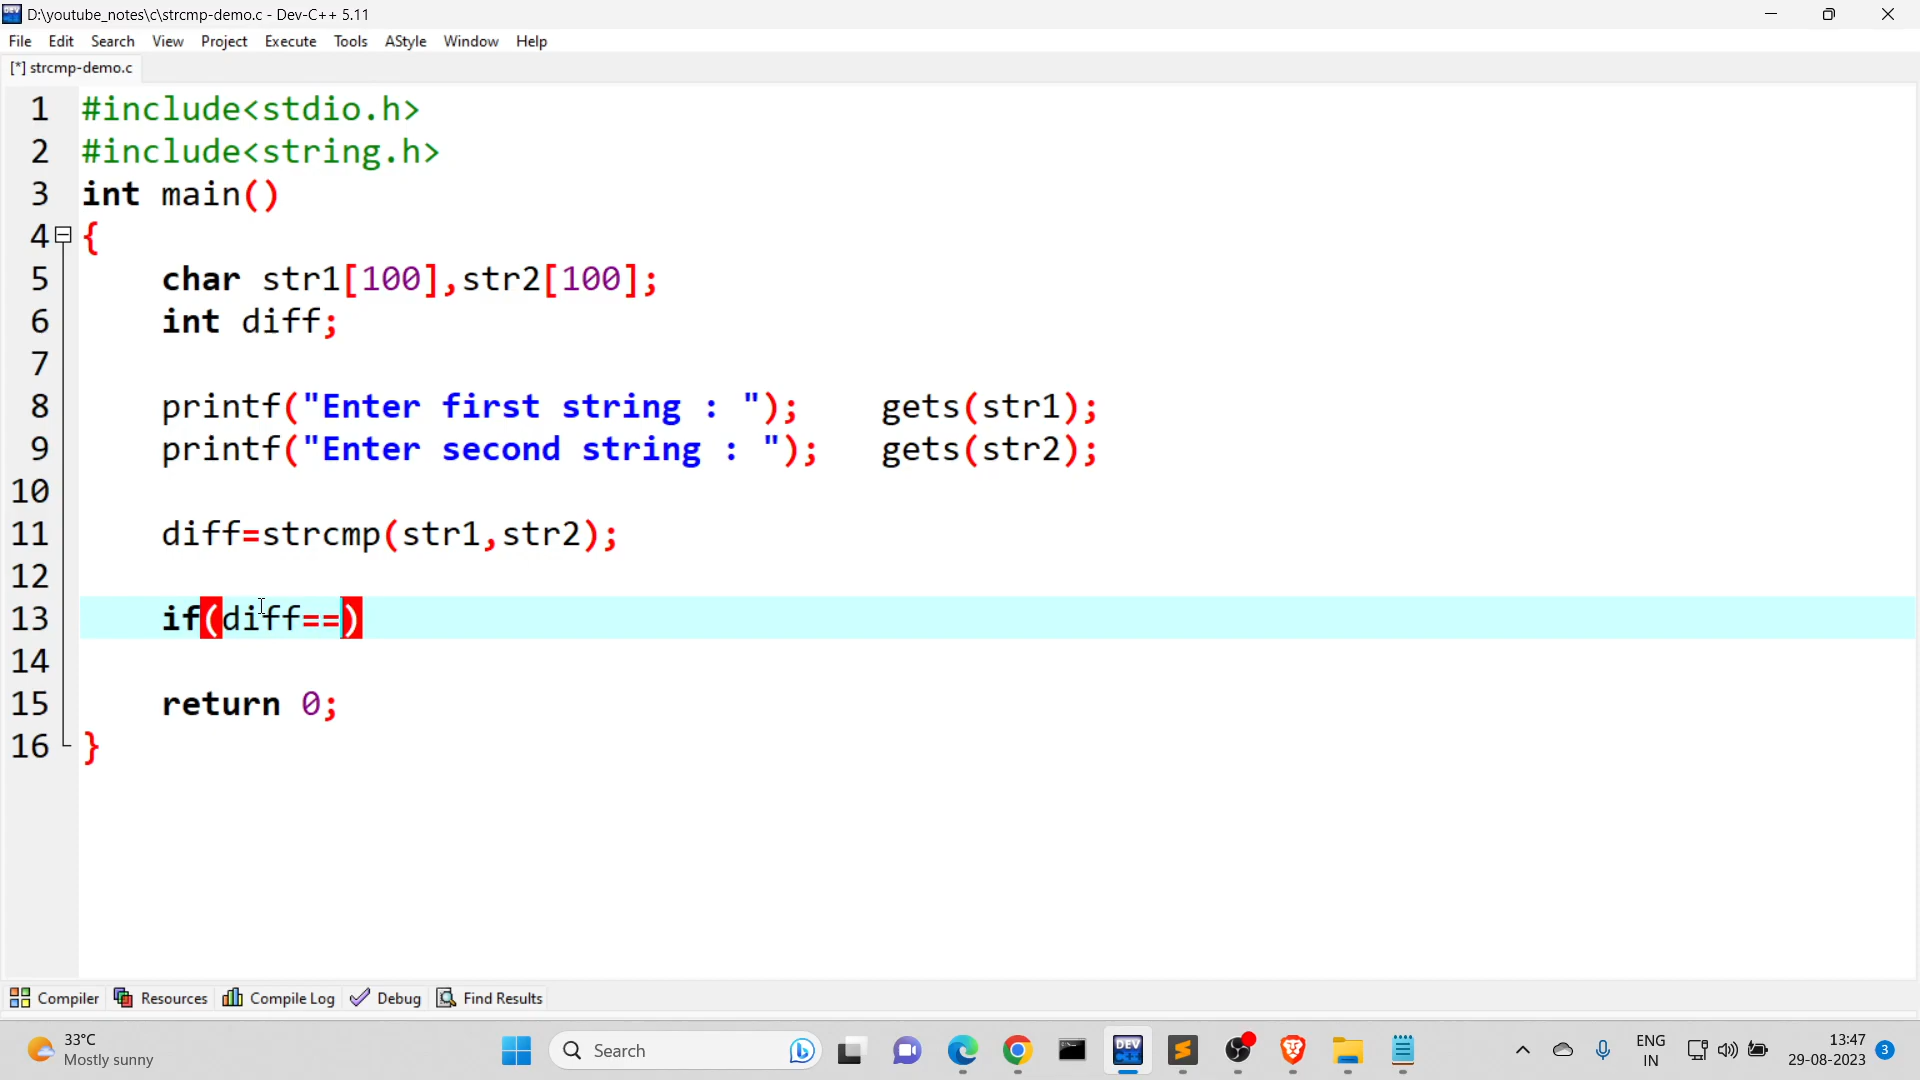 D:\youtube_notes\c\strcmp-demo.c - Dev-C++ 5.11
File Edit Search View Project Execute Tools AStyle Window Help
[*] strcmp-demo.c
1 #include<stdio.h>
2 #include<string.h>
3 int main()
4 {
5 char str1[100],str2[100];
6 int diff;
7
8 printf("Enter first string : "); gets(str1);
9 printf("Enter second string : "); gets(str2);
10
11 diff=strcmp(str1,str2);
12
13 if(diff==)
14
15 return 0;
16 }
Compiler Resources Compile Log Debug Find Results
33°C
Mostly sunny
Search
DEV
ENG
IN
13:47
29-08-2023
3